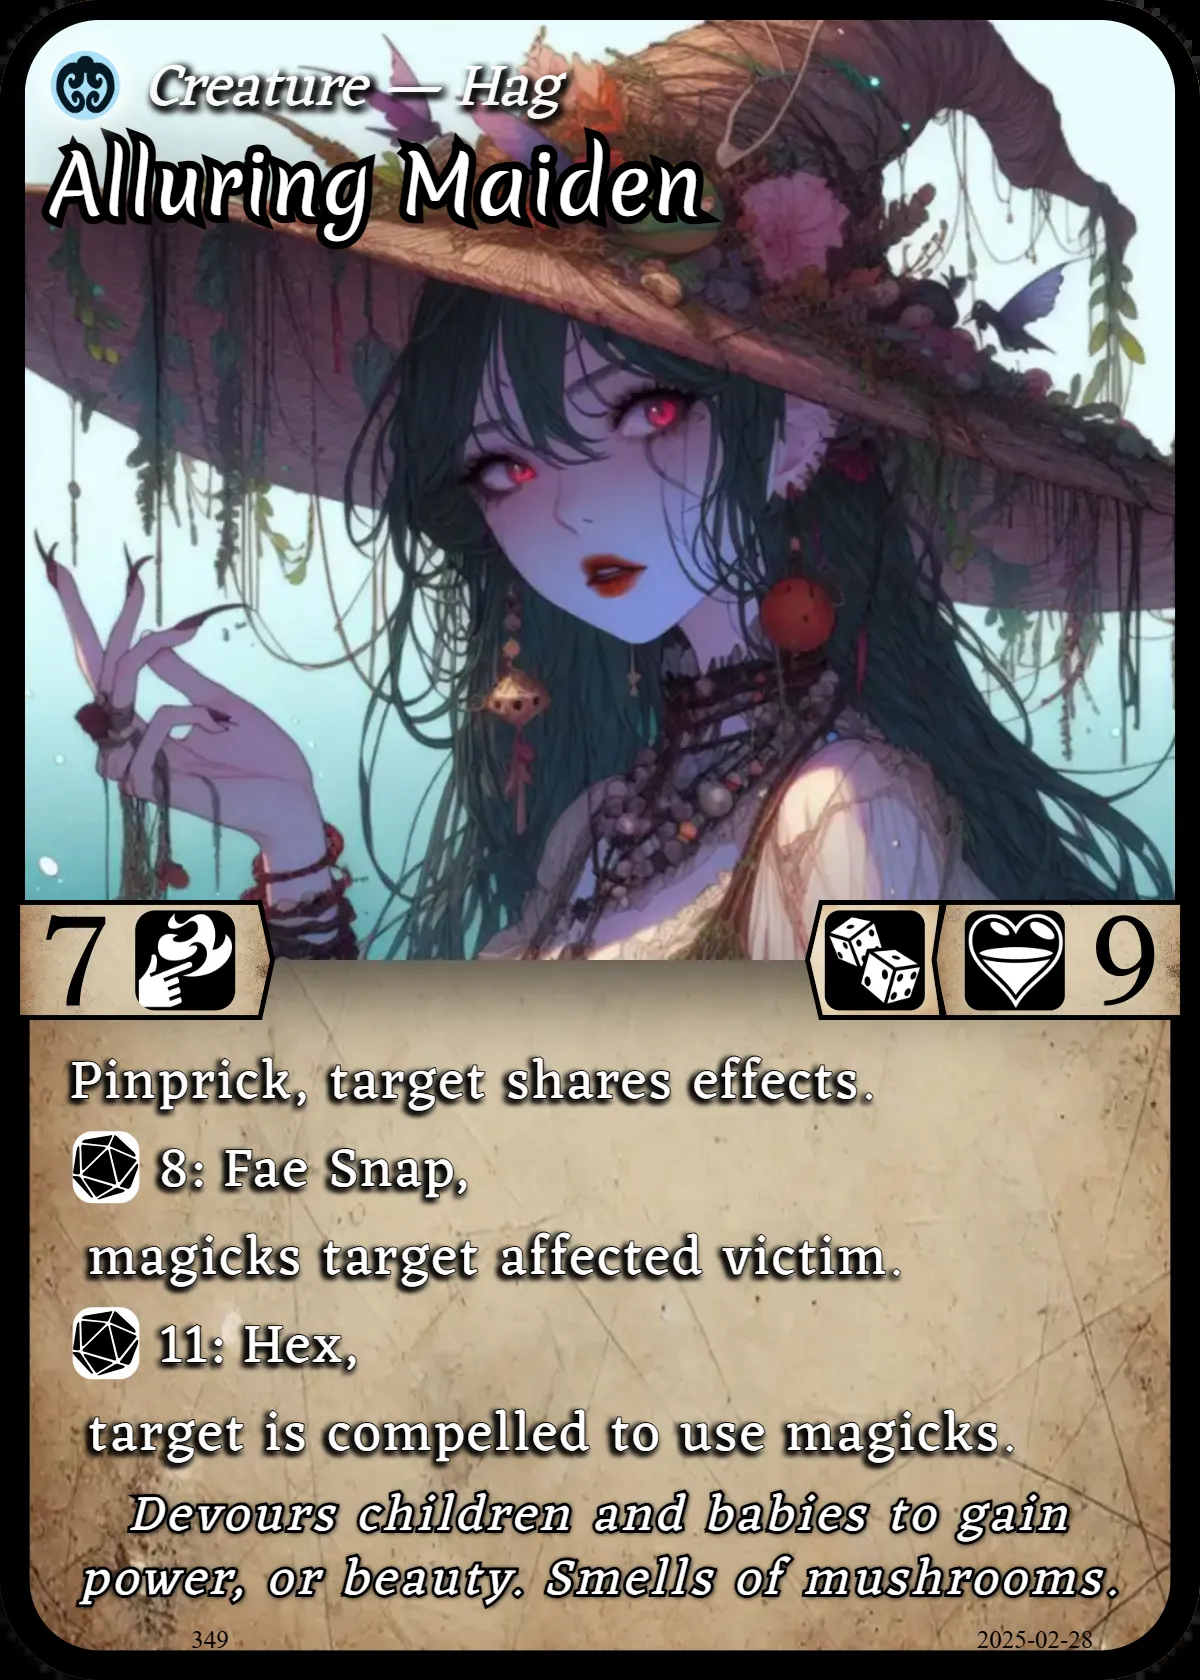 Creature — Hag
Alluring Maiden
7 9
Pinprick, target shares effects.
8: Fae Snap,
magicks target affected victim.
11: Hex,
target is compelled to use magicks.
Devours children and babies to gain
power, or beauty. Smells of mushrooms.
349 2025-02-28